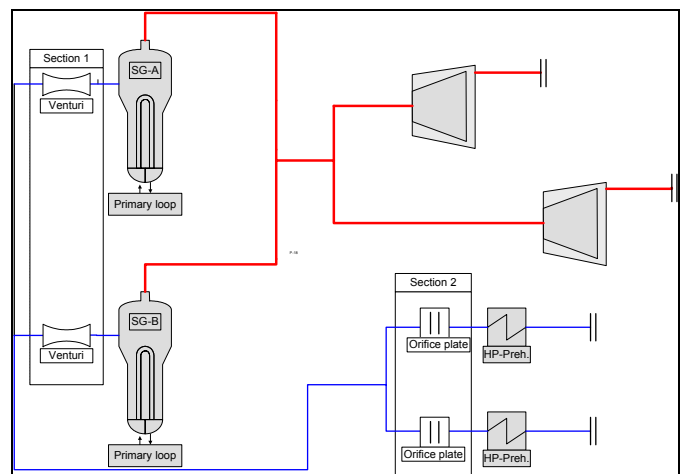 Section 1
SG-A
Venturi
Primary loop
SG-B
Venturi
Primary loop
Section 2
Orifice plate
HP-Preh.
Orifice plate
HP-Preh.